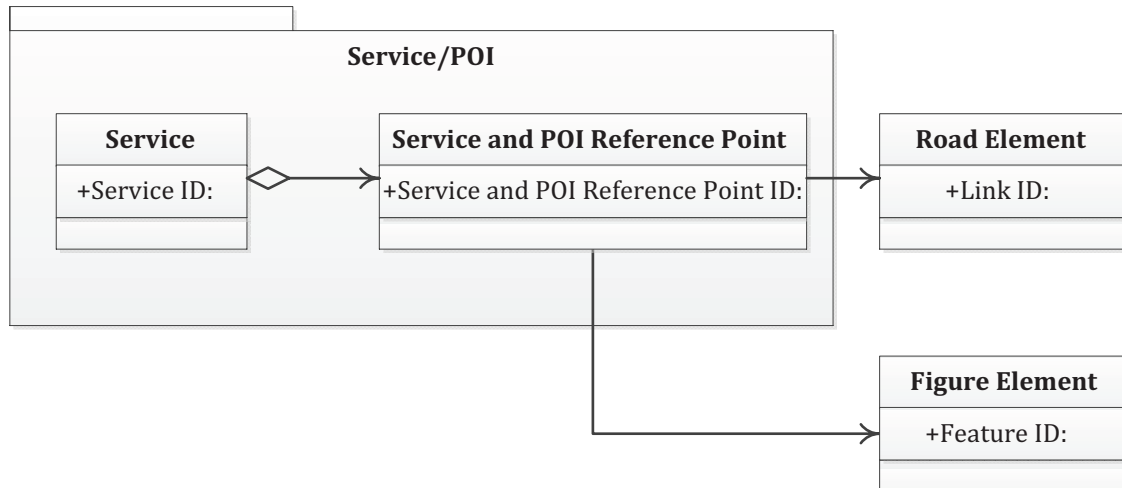 Service/POI
Service
+Service ID:
Service and POI Reference Point
+Service and POI Reference Point ID:
Road Element
+Link ID:
Figure Element
+Feature ID: